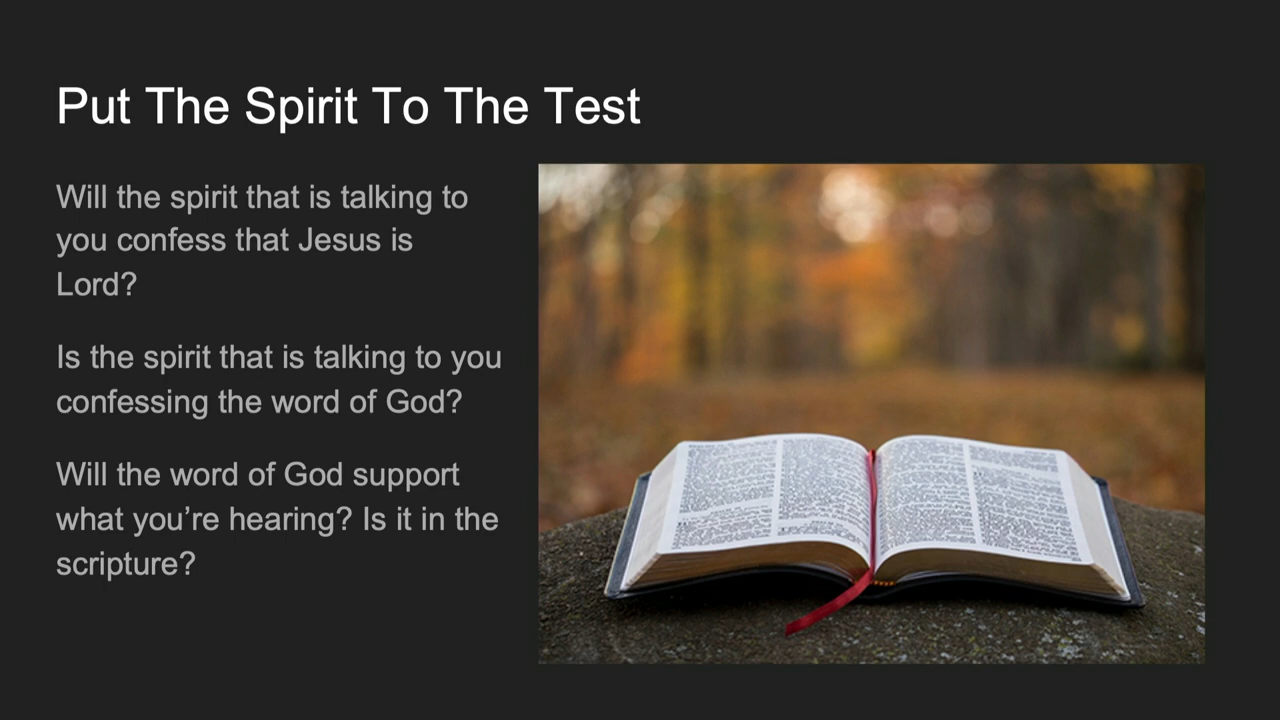 Put The Spirit To The Test
Will the spirit that is talking to
you confess that Jesus is
Lord?
Is the spirit that is talking to you
confessing the word of God?
Will the word of God support
what you’re hearing? Is it in the
scripture?